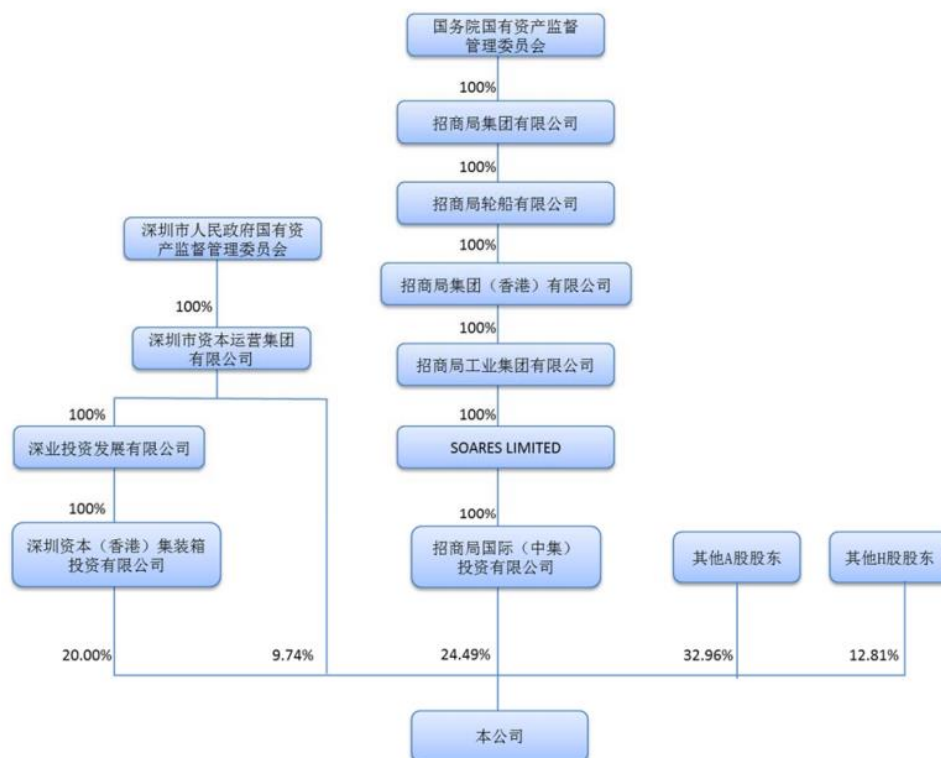 国务院国有资产监督
管理委员会
100%
招商局集团有限公司
100%
招商局轮船有限公司
深圳市人民政府国有资
产监督管理委员会
100%
招商局集团（香港）有限公司
100%
100%
深圳市资本运营集团
有限公司
招商局工业集团有限公司
100%
100%
深业投资发展有限公司
SOARES LIMITED
100%
100%
深圳资本（香港）集装箱
投资有限公司
招商局国际（中集）
投资有限公司
其他A股股东
其他H股股东
20.00%
9.74%
24.49%
32.96%
12.81%
本公司